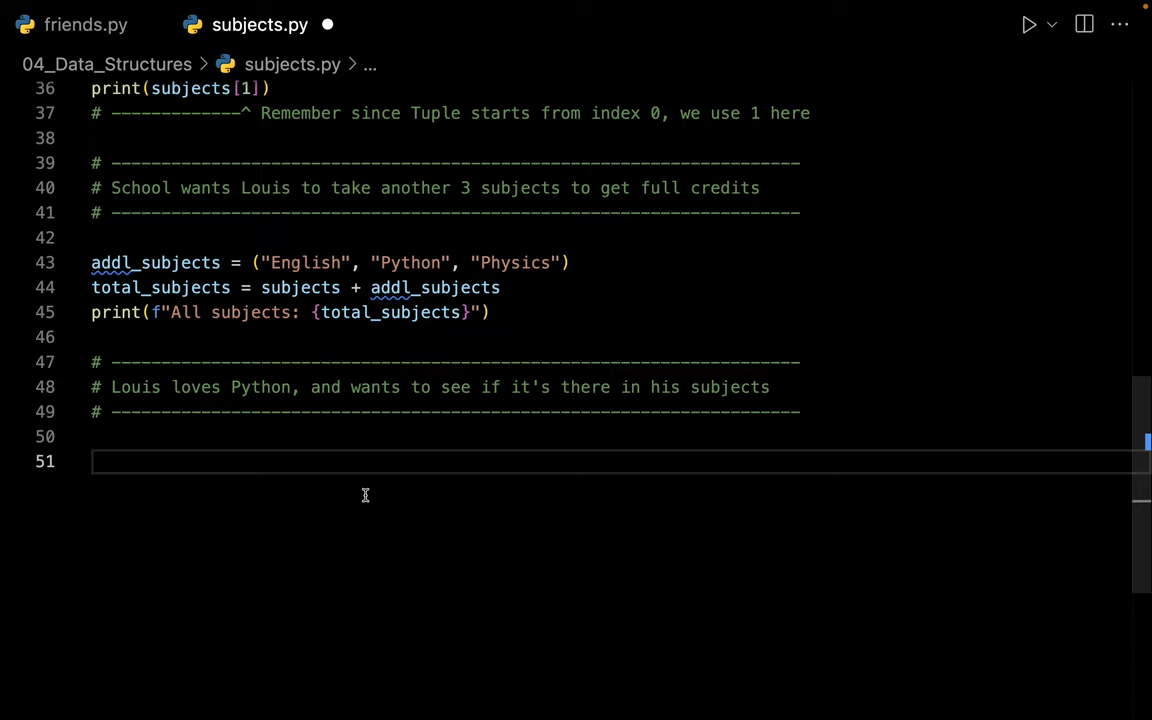 friends.py subjects.py
04_Data_Structures > subjects.py > ...
36 print(subjects[1])
37 # -------------^ Remember since Tuple starts from index 0, we use 1 here
38
39 # ---------------------------------------------------------------------
40 # School wants Louis to take another 3 subjects to get full credits
41 # ---------------------------------------------------------------------
42
43 addl_subjects = ("English", "Python", "Physics")
44 total_subjects = subjects + addl_subjects
45 print(f"All subjects: {total_subjects}")
46
47 # ---------------------------------------------------------------------
48 # Louis loves Python, and wants to see if it's there in his subjects
49 # ---------------------------------------------------------------------
50
51